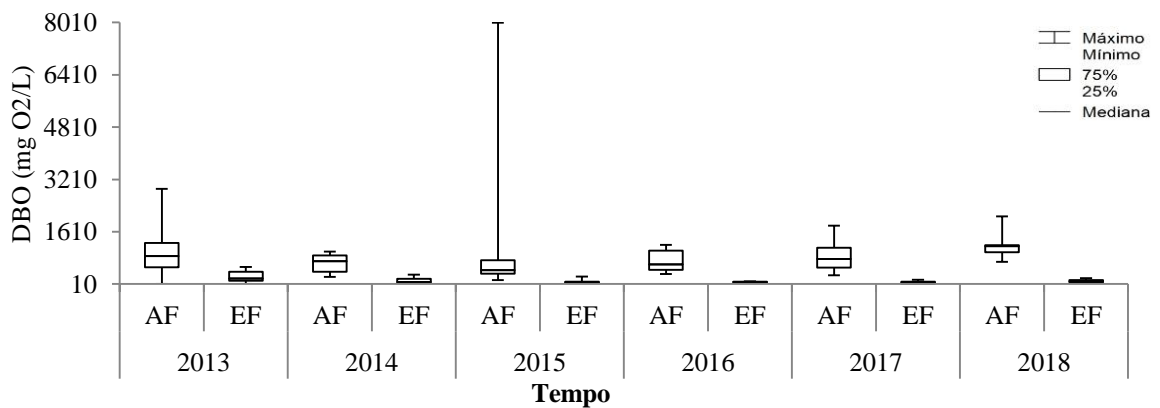 8010
6410
4810
3210
1610
10
DBO (mg O2/L)
Máximo
Mínimo
75%
25%
Mediana
AF EF AF EF AF EF AF EF AF EF AF EF
2013 2014 2015 2016 2017 2018
Tempo